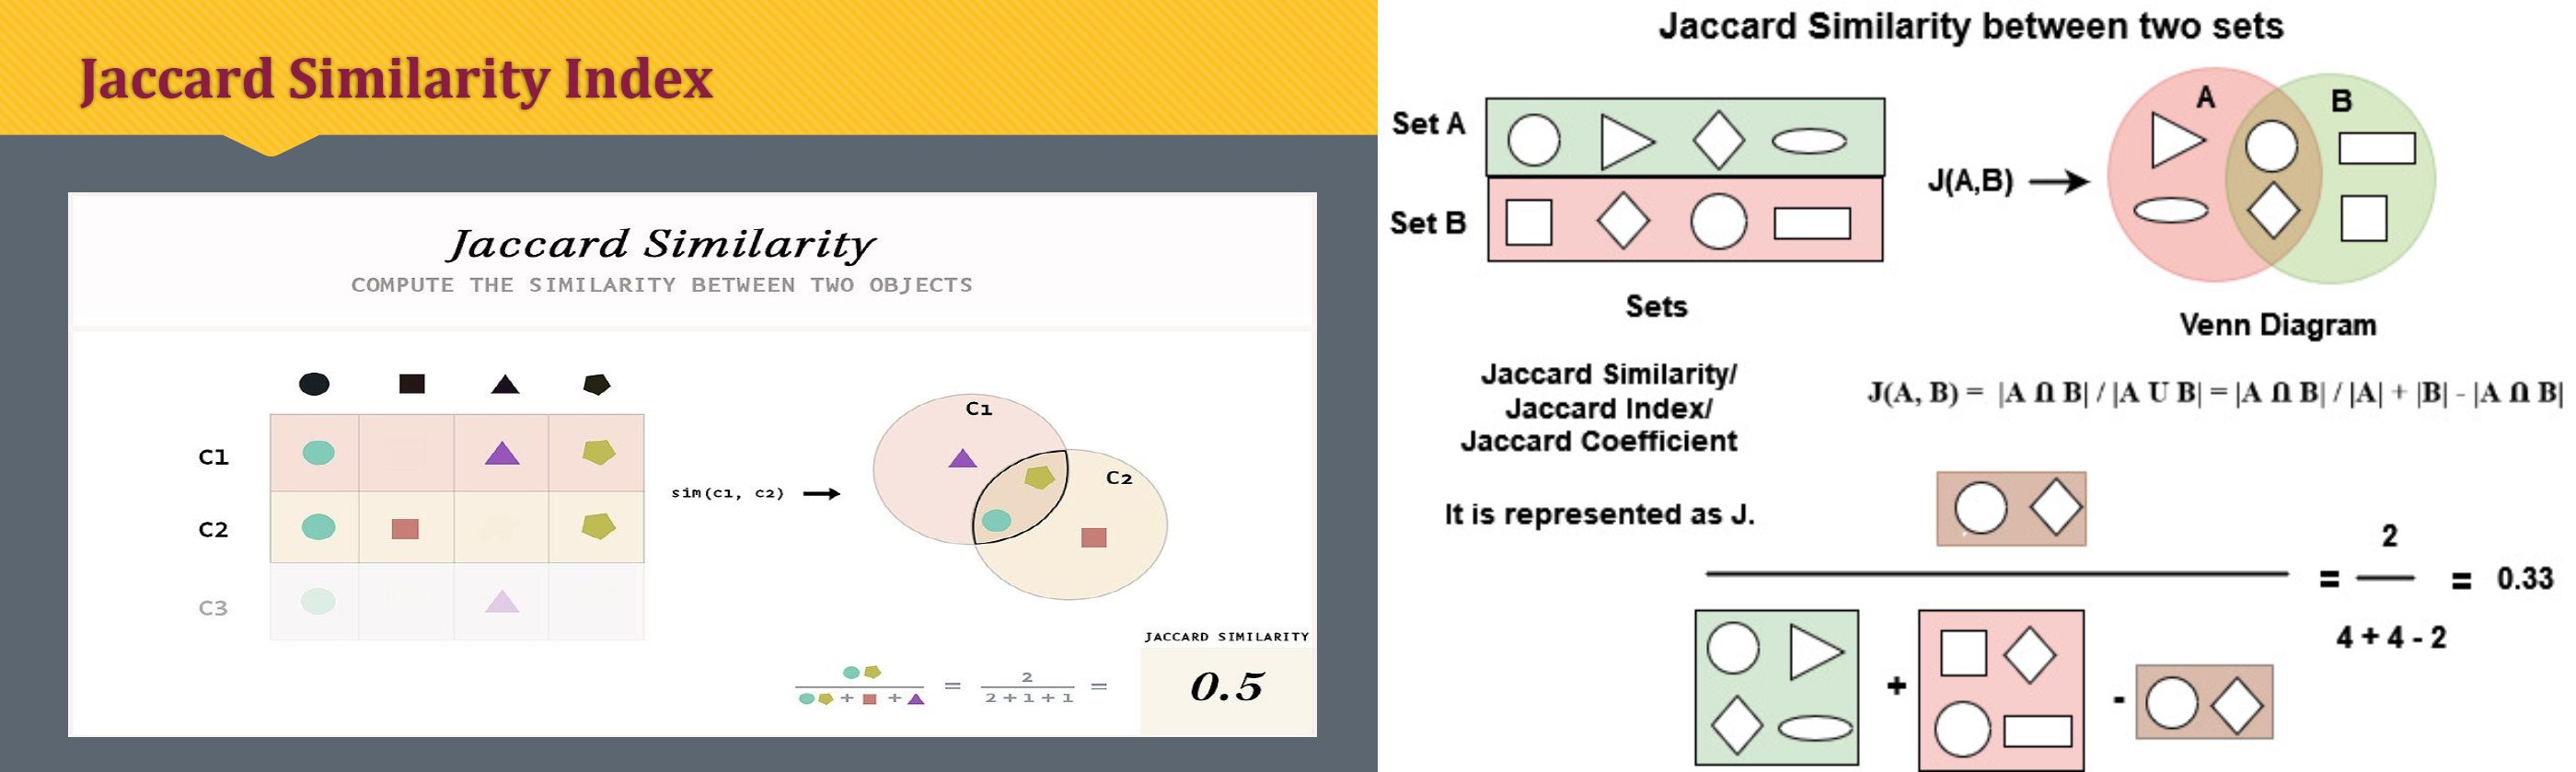 Jaccard Similarity Index
Jaccard Similarity
COMPUTE THE SIMILARITY BETWEEN TWO OBJECTS
C1
C2
C3
sim(c1, c2)
C1
C2
JACCARD SIMILARITY
+ +
=
2
2+1+1
=
0.5
Jaccard Similarity between two sets
Set A
Set B
Sets
J(A,B)
A
B
Venn Diagram
Jaccard Similarity/
Jaccard Index/
Jaccard Coefficient
J(A, B) = |A Ո B| / |A U B| = |A Ո B| / |A| + |B| - |A Ո B|
It is represented as J.
+
-
=
2
4 + 4 - 2
= 0.33